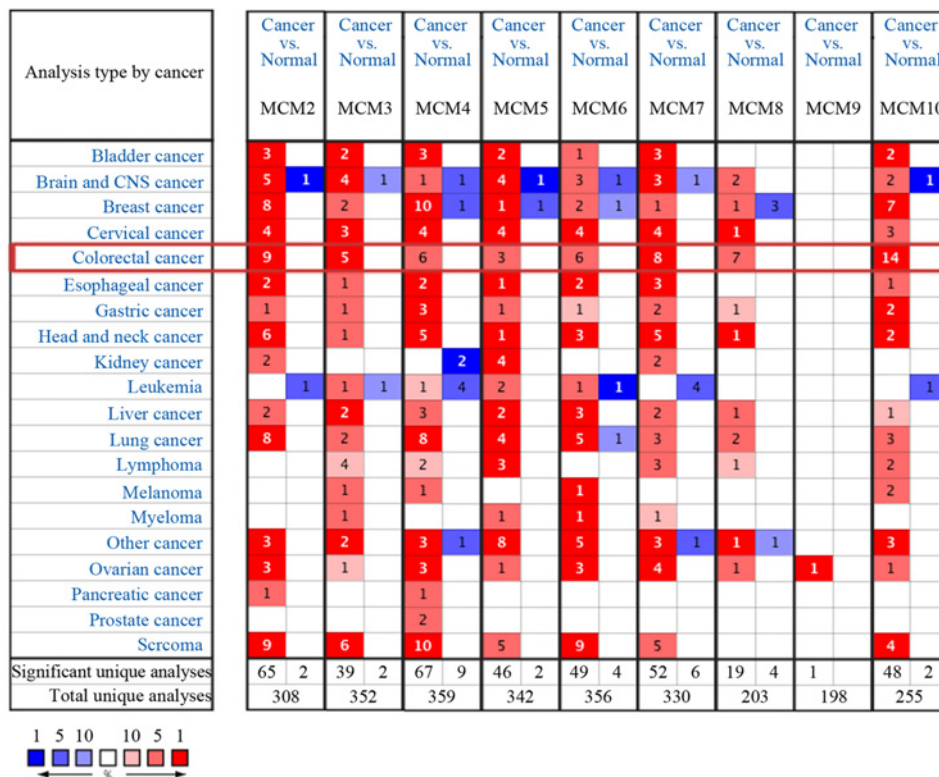 Analysis type by cancer
Cancer vs. Normal Cancer vs. Normal Cancer vs. Normal Cancer vs. Normal Cancer vs. Normal Cancer vs. Normal Cancer vs. Normal Cancer vs. Normal Cancer vs. Normal
MCM2 MCM3 MCM4 MCM5 MCM6 MCM7 MCM8 MCM9 MCM10
Bladder cancer 3 2 3 2 1 3 2
Brain and CNS cancer 5 1 4 1 1 1 4 1 3 1 3 1 2 2 1
Breast cancer 8 2 10 1 1 1 2 1 1 1 3 7
Cervical cancer 4 3 4 4 4 4 1 3
Colorectal cancer 9 5 6 3 6 8 7 14
Esophageal cancer 2 1 2 1 2 3 1
Gastric cancer 1 1 3 1 1 2 1 2
Head and neck cancer 6 1 5 1 3 5 1 2
Kidney cancer 2 2 4 2
Leukemia 1 1 1 1 4 2 1 1 4 1
Liver cancer 2 2 3 2 3 2 1 1
Lung cancer 8 2 8 4 5 1 3 2 3
Lymphoma 4 2 3 3 1 2
Melanoma 1 1 1 2
Myeloma 1 1 1 1
Other cancer 3 2 3 1 8 5 3 1 1 1 3
Ovarian cancer 3 1 3 1 3 4 1 1 1
Pancreatic cancer 1 1
Prostate cancer 2
Scrcoma 9 6 10 5 9 5 4
Significant unique analyses 65 2 39 2 67 9 46 2 49 4 52 6 19 4 1 48 2
Total unique analyses 308 352 359 342 356 330 203 198 255
1 5 10 10 5 1
%